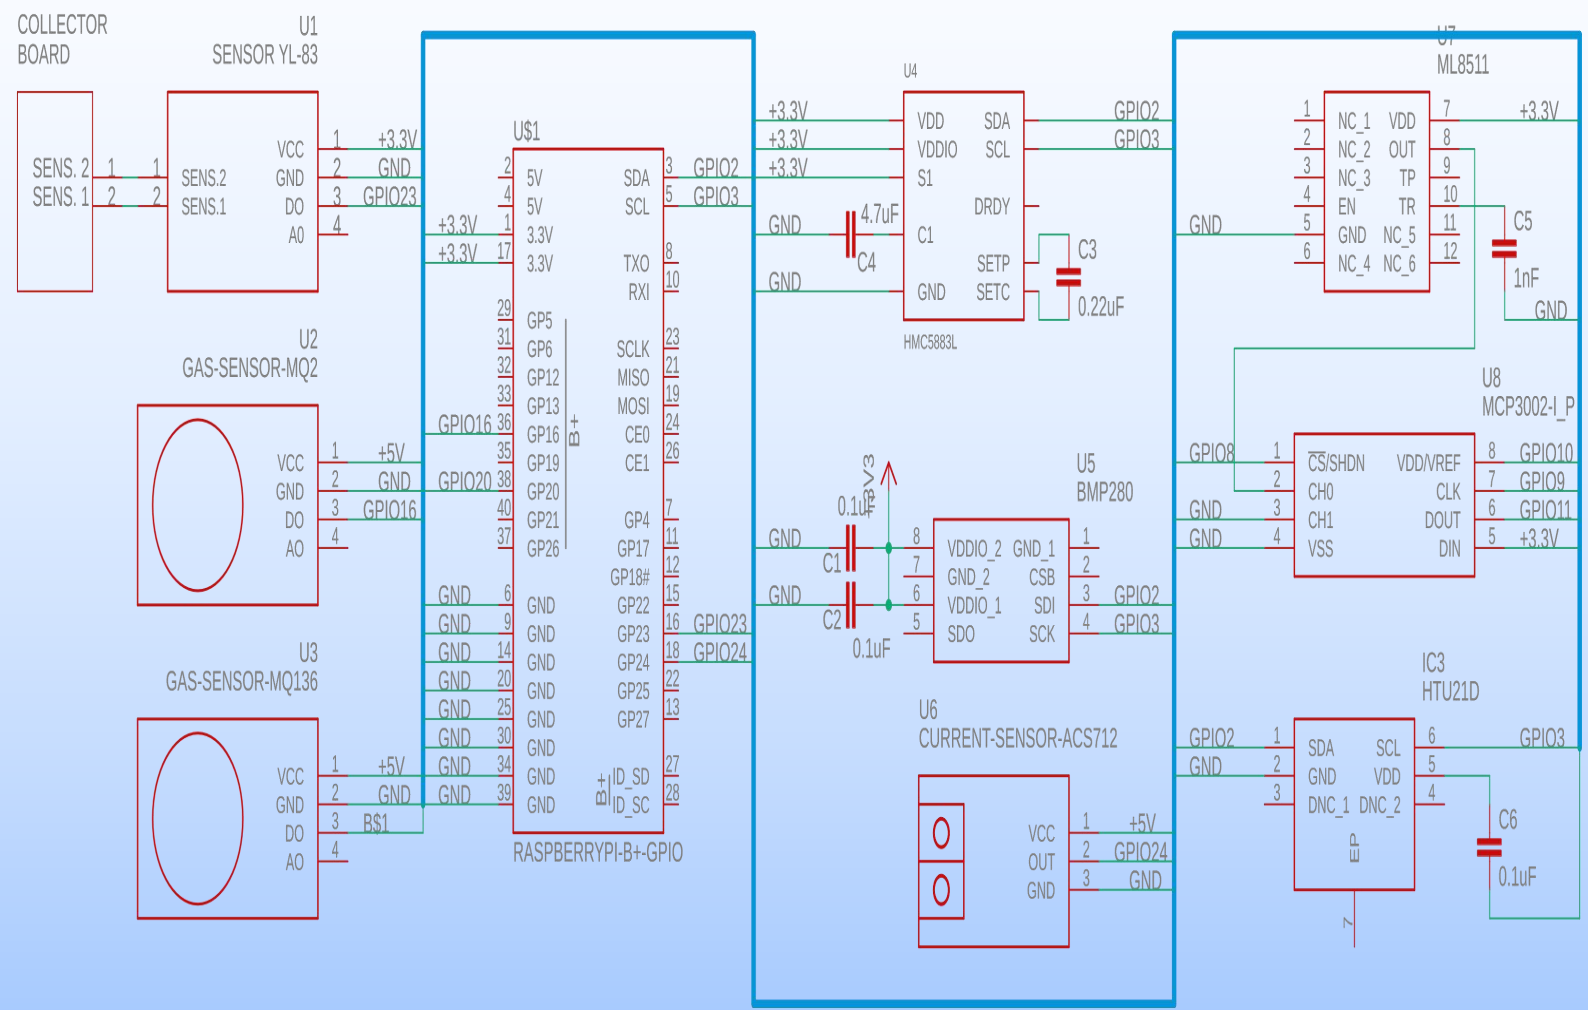 COLLECTOR
BOARD
SENS. 2
SENS. 1
1
2
1
2
U1
SENSOR YL-83
SENS.2
SENS.1
VCC
GND
DO
A0
1
2
3
4
+3.3V
GND
GPIO23
U2
GAS-SENSOR-MQ2
VCC
GND
DO
AO
1
2
3
4
+5V
GND
GPIO16
U3
GAS-SENSOR-MQ136
VCC
GND
DO
AO
1
2
3
4
+5V
GND
B$1
U$1
+3.3V
+3.3V
GPIO16
GPIO20
GND
GND
GND
GND
GND
GND
GND
GND
2 5V
4 5V
1 3.3V
17 3.3V
29 GP5
31 GP6
32 GP12
33 GP13
36 GP16
35 GP19
38 GP20
40 GP21
37 GP26
6 GND
9 GND
14 GND
20 GND
25 GND
30 GND
34 GND
39 GND
B+
B+
SDA 3 GPIO2
SCL 5 GPIO3
TXO 8
RXI 10
SCLK 23
MISO 21
MOSI 19
CE0 24
CE1 26
GP4 7
GP17 11
GP18# 12
GP22 15
GP23 16 GPIO23
GP24 18 GPIO24
GP25 22
GP27 13
ID_SD 27
ID_SC 28
RASPBERRYPI-B+-GPIO
U4
+3.3V
+3.3V
+3.3V
GND
GND
4.7uF
C4
VDD
VDDIO
S1
C1
GND
SDA
SCL
DRDY
SETP
SETC
GPIO2
GPIO3
C3
0.22uF
HMC5883L
U5
BMP280
+3V3
0.1uF
C1
C2
0.1uF
GND
GND
8 VDDIO_2
7 GND_2
6 VDDIO_1
5 SDO
GND_1 1
CSB 2
SDI 3 GPIO2
SCK 4 GPIO3
U6
CURRENT-SENSOR-ACS712
VCC 1 +5V
OUT 2 GPIO24
GND 3 GND
U7
ML8511
GND
1 NC_1
2 NC_2
3 NC_3
4 EN
5 GND
6 NC_4
VDD 7 +3.3V
OUT 8
TP 9
TR 10
NC_5 11
NC_6 12
C5
1nF
GND
U8
MCP3002-I_P
GPIO8 1 CS/SHDN
2 CH0
GND 3 CH1
GND 4 VSS
VDD/VREF 8 GPIO10
CLK 7 GPIO9
DOUT 6 GPIO11
DIN 5 +3.3V
IC3
HTU21D
GPIO2 1 SDA
GND 2 GND
3 DNC_1
SCL 6 GPIO3
VDD 5
DNC_2 4
EP
7
C6
0.1uF